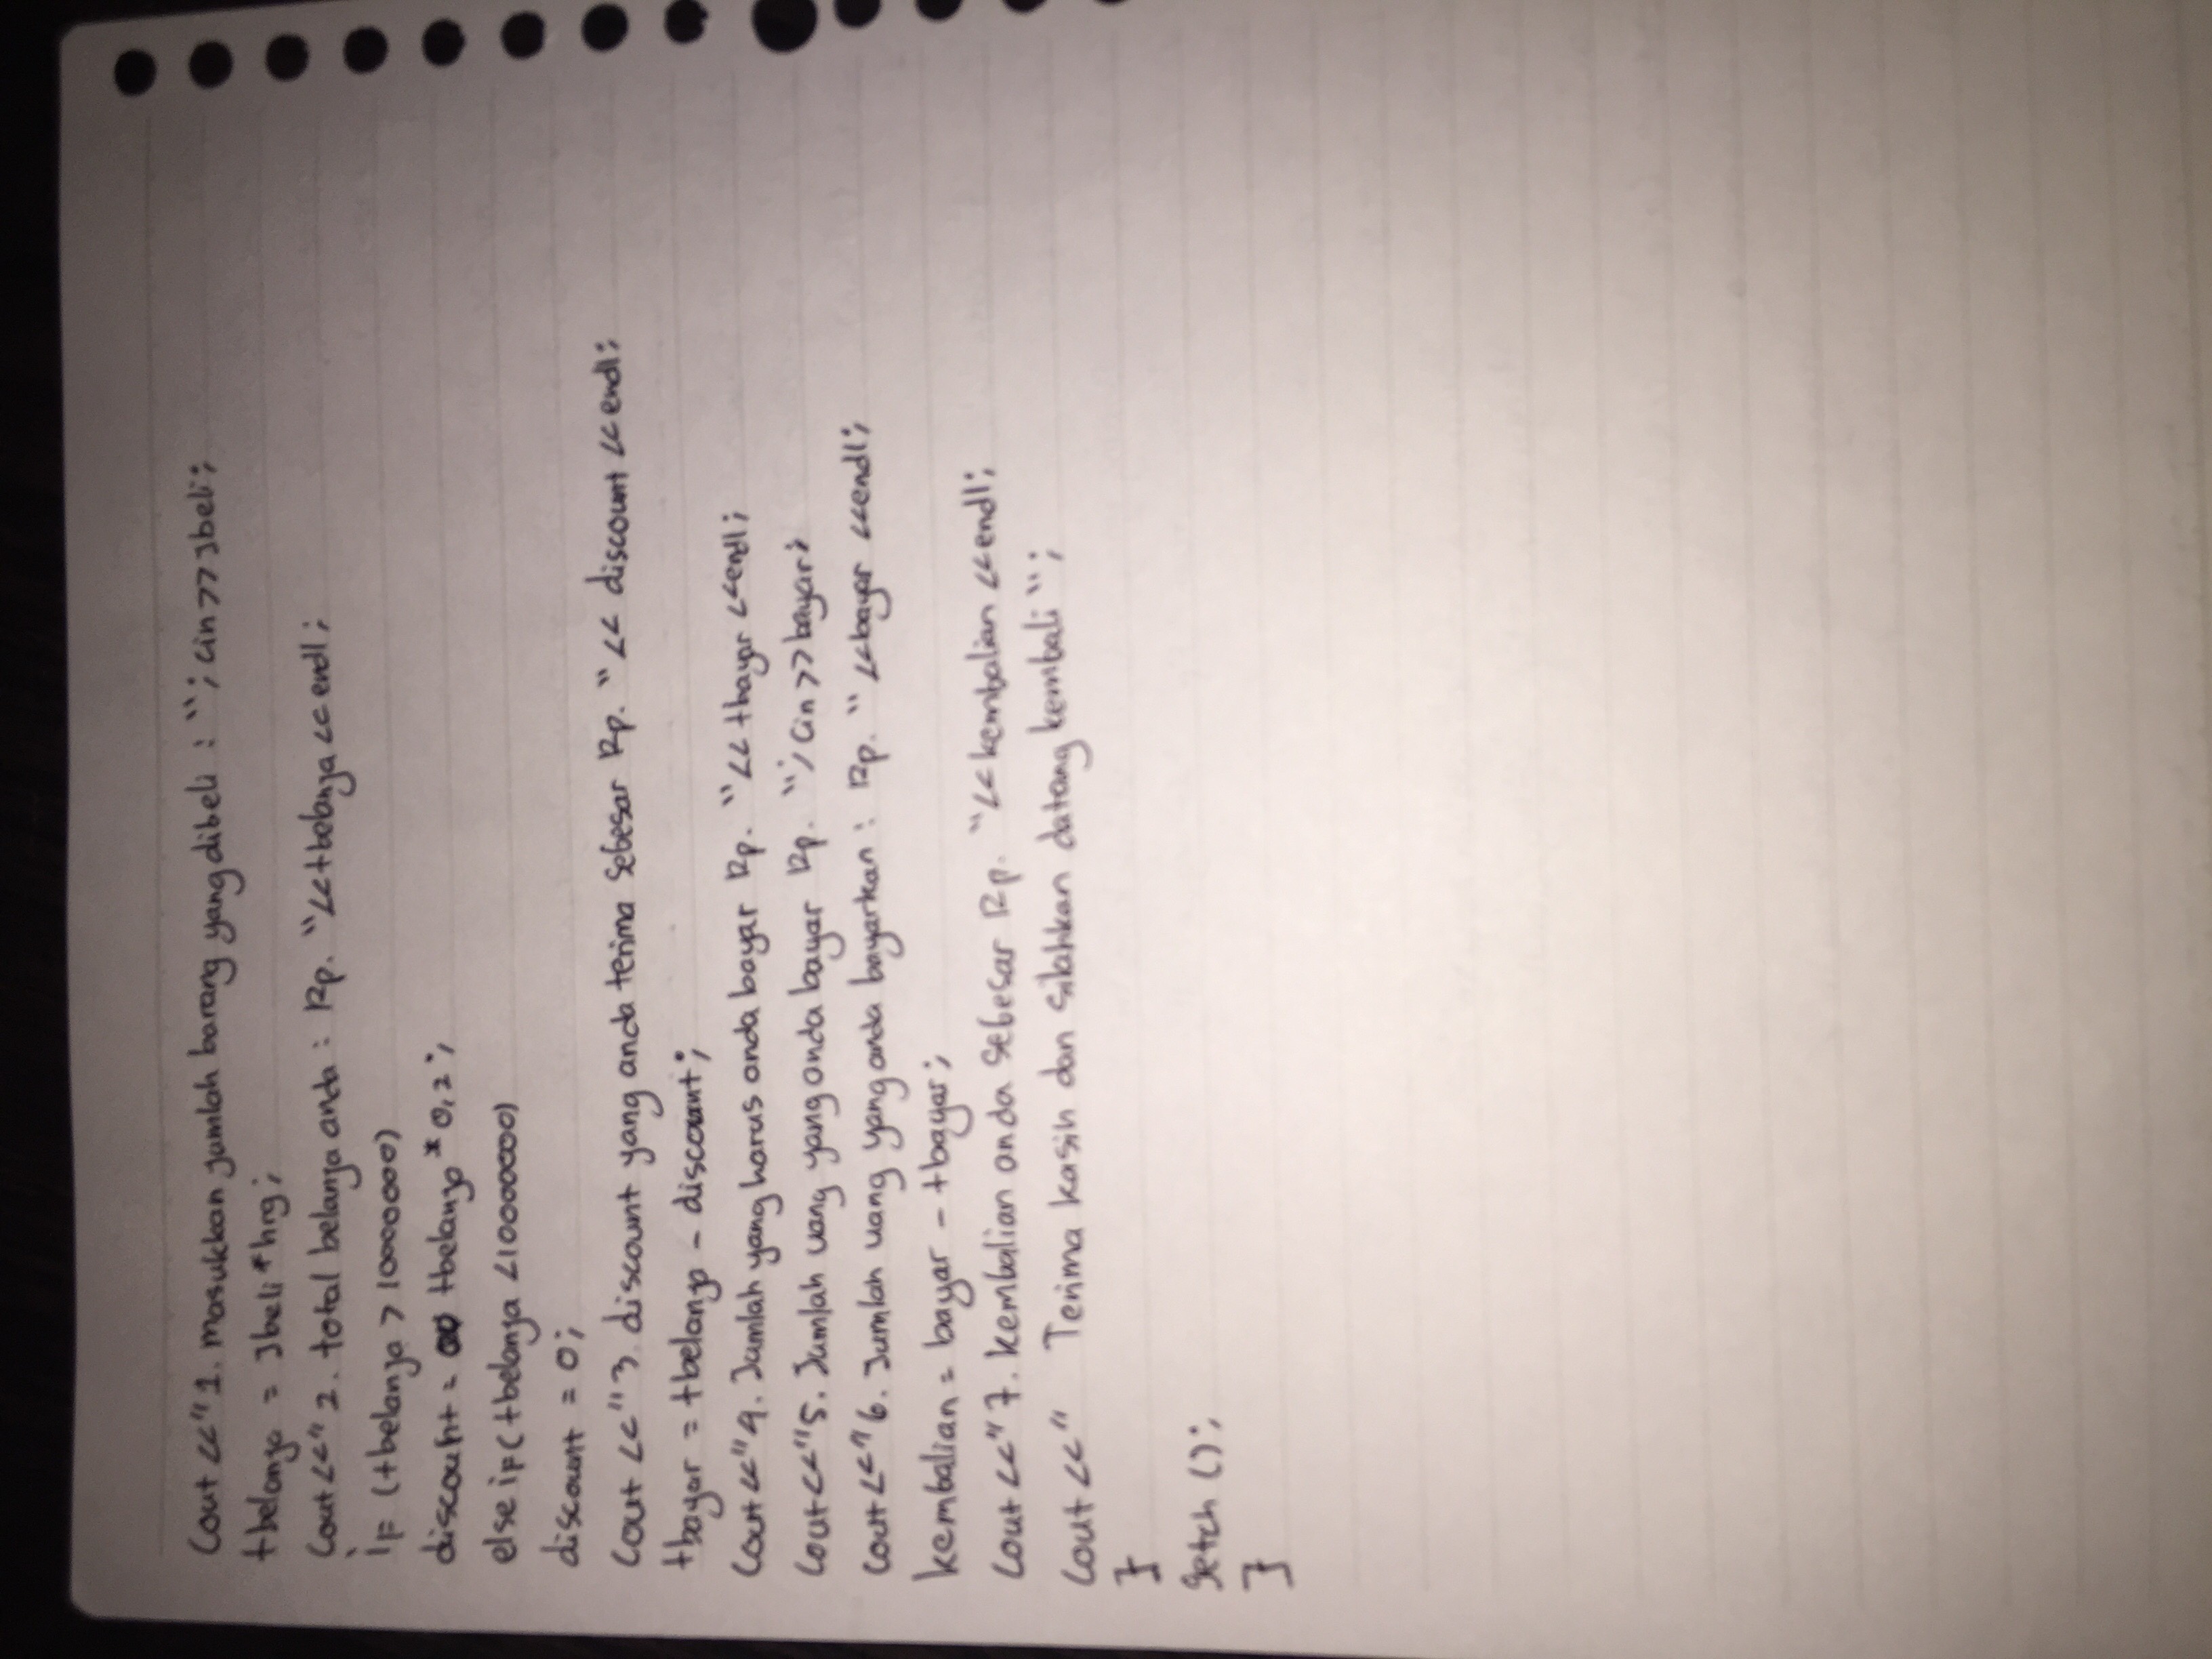 Cout <<" 1. masukkan jumlah barang yang dibeli : "; cin >> Jbeli;
tbelanja = Jbeli * hrg;
Cout <<" 2. total belanja anda : Rp. "<< tbelanja << endl;
if (tbelanja > 10000000)
discount = tbelanja * 0,2;
else if (tbelanja < 10000000)
discount = 0;
Cout <<" 3. discount yang anda terima sebesar Rp. " << discount << endl;
tbayar = tbelanja - discount;
Cout <<" 4. Jumlah yang harus anda bayar Rp. "<< tbayar << endl;
Cout <<" 5. Jumlah uang yang anda bayar Rp. "; cin >> bayar;
Cout <<" 6. Jumlah uang yang anda bayarkan : Rp. " << bayar << endl;
kembalian = bayar - tbayar;
Cout <<" 7. kembalian anda sebesar Rp. "<< kembalian << endl;
Cout <<" Terima kasih dan silahkan datang kembali ";
}
getch ();
}